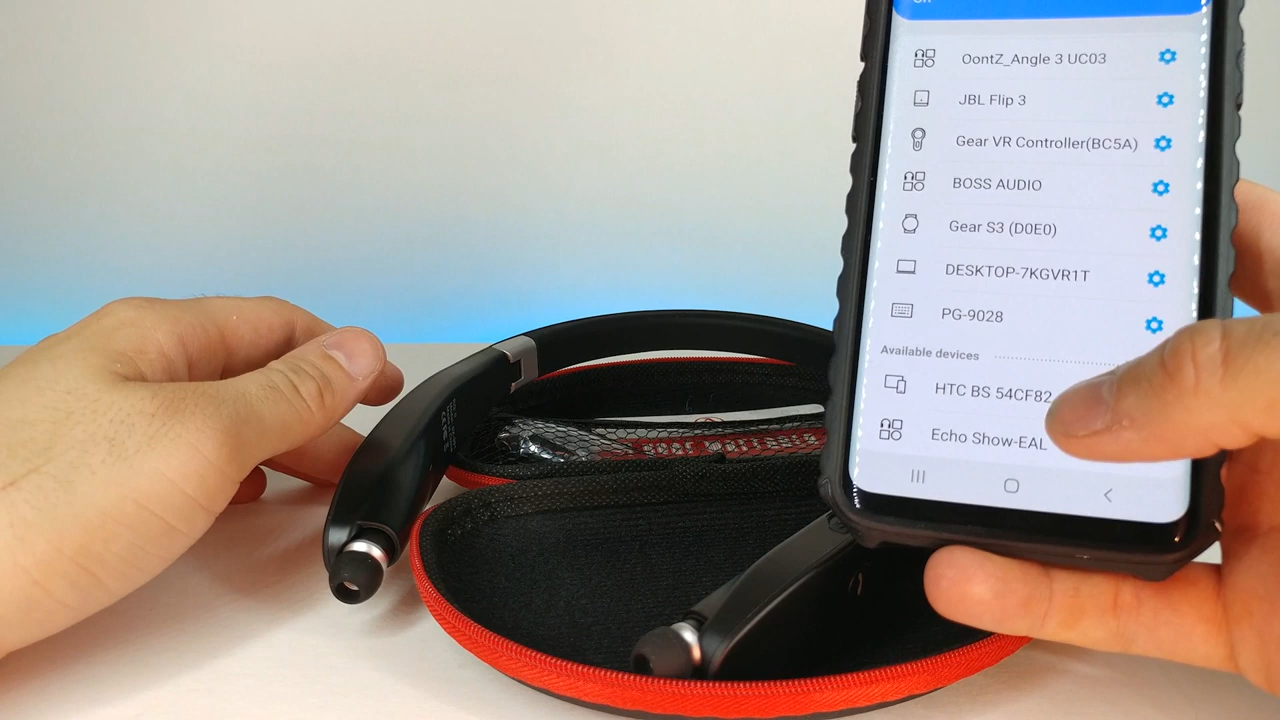 On
OontZ_Angle 3 UC03
JBL Flip 3
Gear VR Controller(BC5A)
BOSS AUDIO
Gear S3 (D0E0)
DESKTOP-7KGVR1T
PG-9028
Available devices
HTC BS 54CF82
Echo Show-EAL